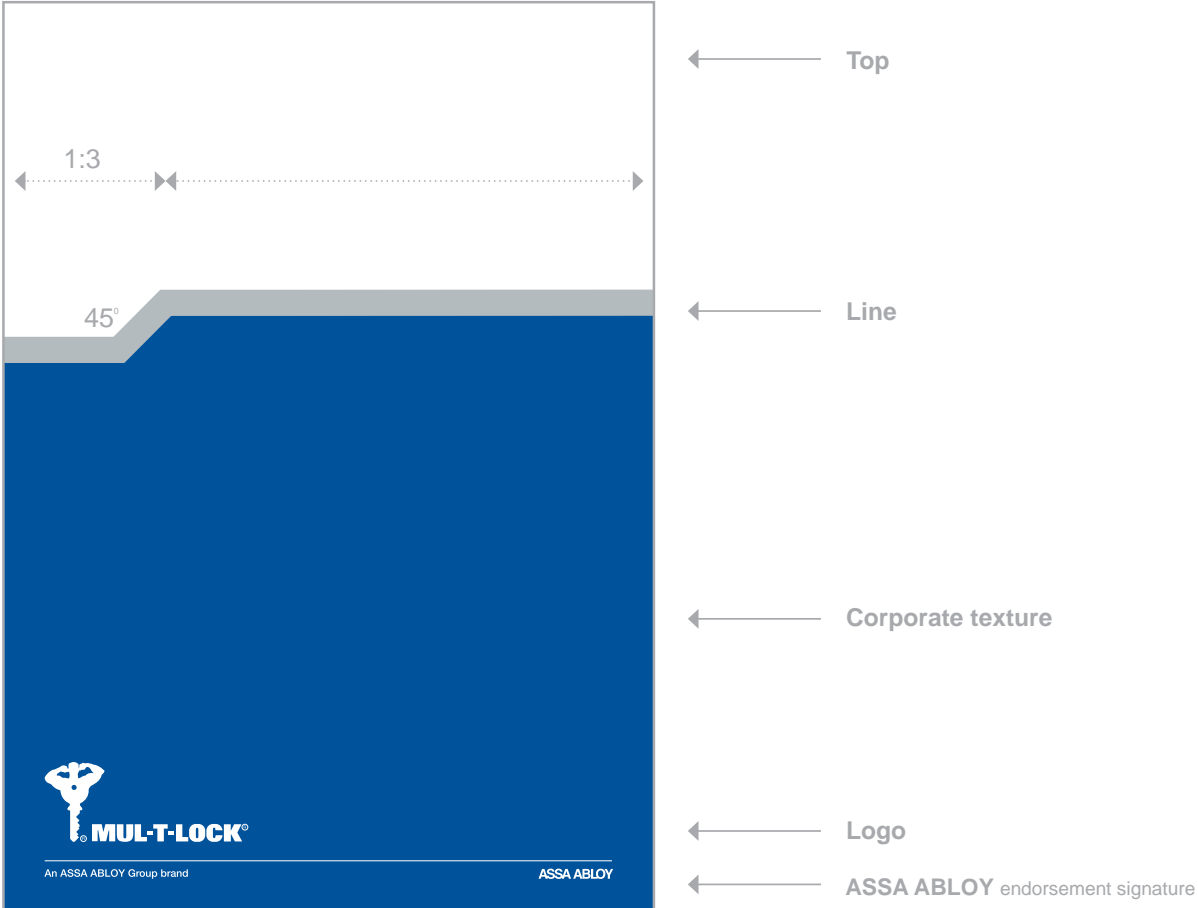 Top
1:3
45°
Line
Corporate texture
MUL-T-LOCK®
Logo
An ASSA ABLOY Group brand
ASSA ABLOY
ASSA ABLOY endorsement signature